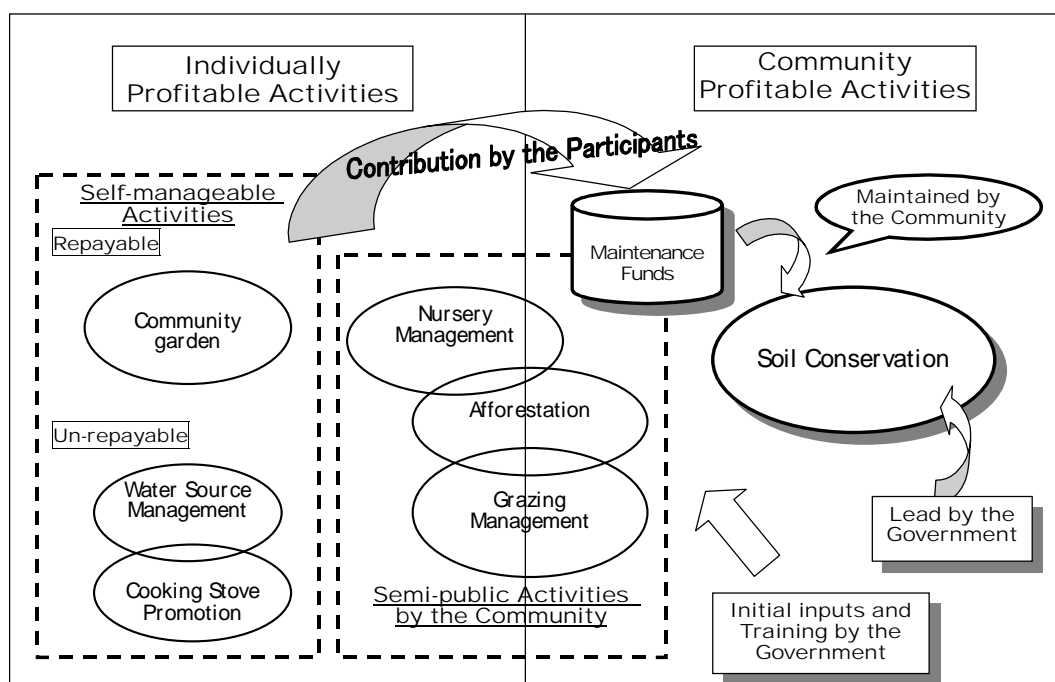 Individually
Profitable Activities
Community
Profitable Activities
Contribution by the Participants
Self-manageable
Activities
Repayable
Community
garden
Un-repayable
Water Source
Management
Cooking Stove
Promotion
Nursery
Management
Afforestation
Grazing
Management
Semi-public Activities
by the Community
Maintenance
Funds
Maintained by
the Community
Soil Conservation
Lead by the
Government
Initial inputs and
Training by the
Government